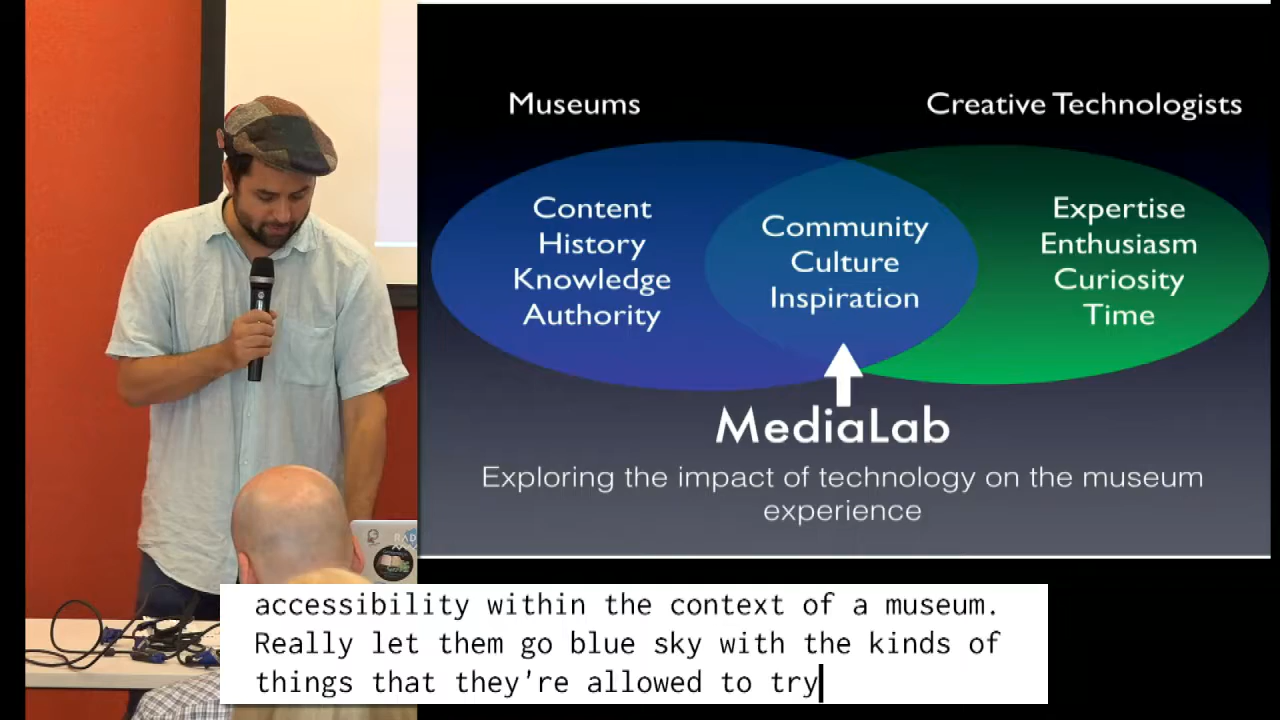 Museums
Creative Technologists
Content
History
Knowledge
Authority
Community
Culture
Inspiration
Expertise
Enthusiasm
Curiosity
Time
MediaLab
Exploring the impact of technology on the museum
experience
RAD
accessibility within the context of a museum.
Really let them go blue sky with the kinds of
things that they're allowed to try